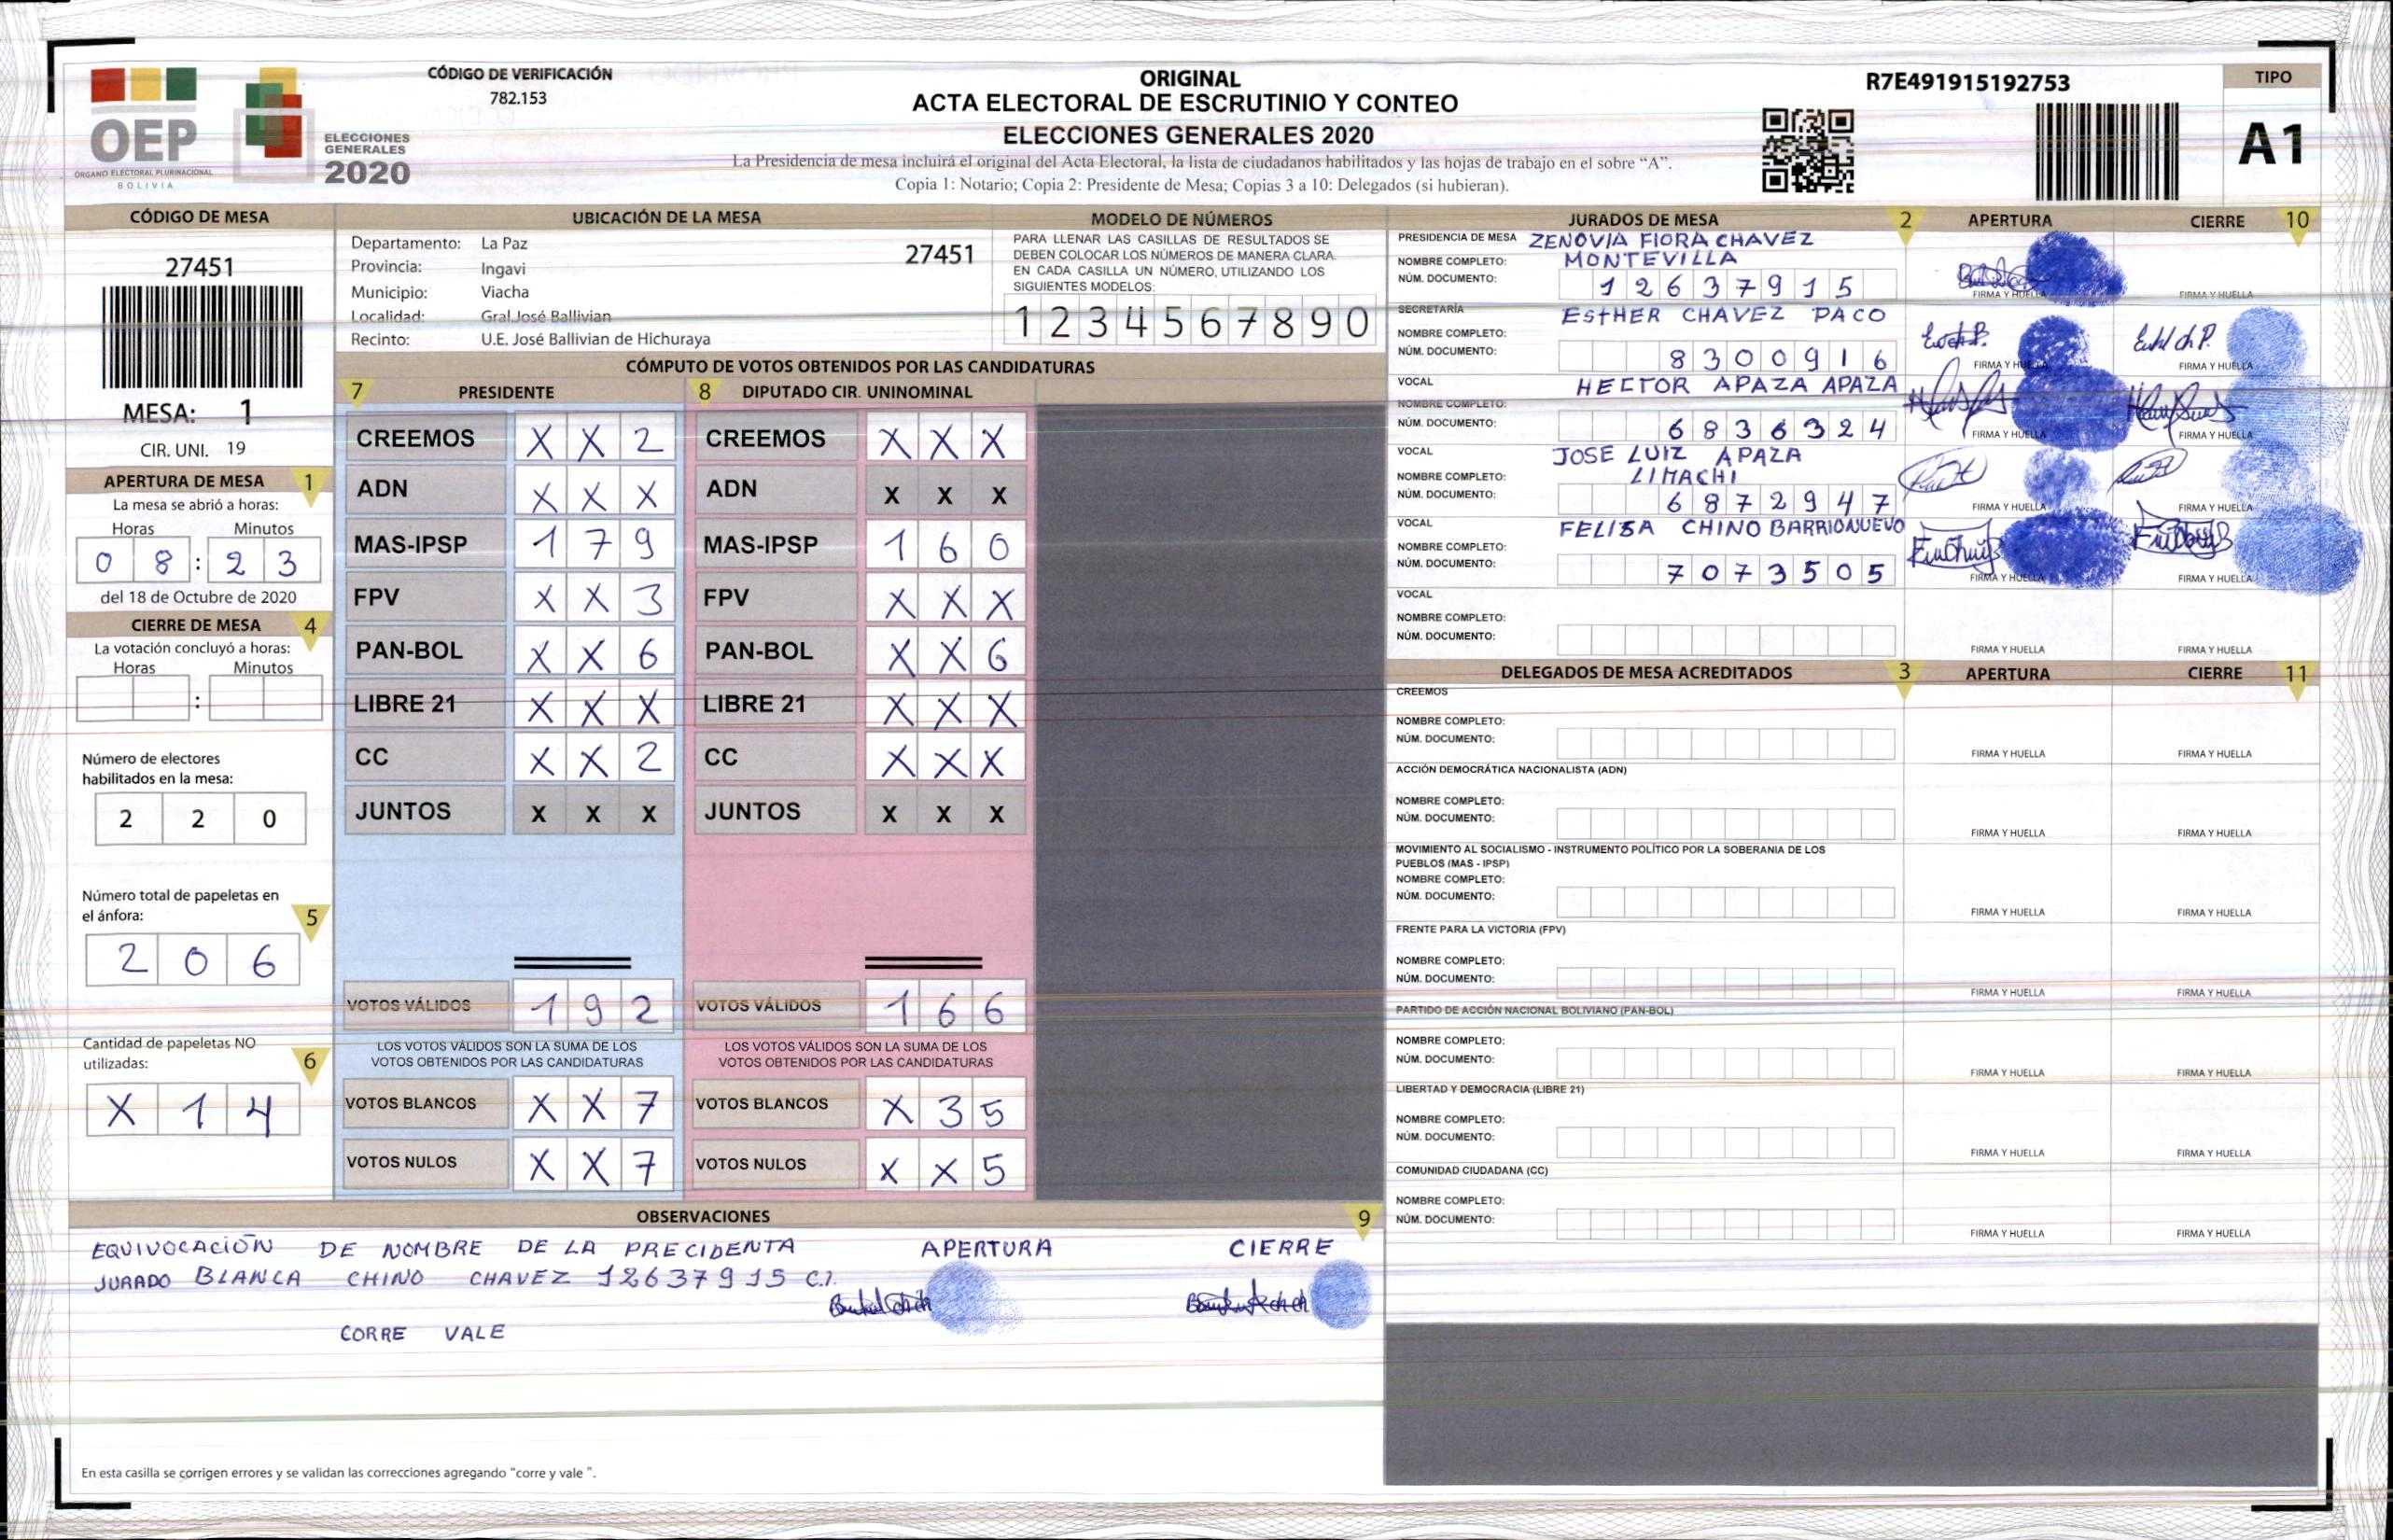 CÓDIGO DE VERIFICACIÓN
782.153
OEP
ÓRGANO ELECTORAL PLURINACIONAL
BOLIVIA
ELECCIONES
GENERALES
2020
ORIGINAL
ACTA ELECTORAL DE ESCRUTINIO Y CONTEO
ELECCIONES GENERALES 2020
La Presidencia de mesa incluirá el original del Acta Electoral, la lista de ciudadanos habilitados y las hojas de trabajo en el sobre “A”.
Copia 1: Notario; Copia 2: Presidente de Mesa; Copias 3 a 10: Delegados (si hubieran).
R7E491915192753
TIPO
A1
CÓDIGO DE MESA
27451
MESA: 1
CIR. UNI. 19
APERTURA DE MESA 1
La mesa se abrió a horas:
Horas Minutos
0 8 : 2 3
del 18 de Octubre de 2020
CIERRE DE MESA 4
La votación concluyó a horas:
Horas Minutos
:
Número de electores
habilitados en la mesa:
2 2 0
Número total de papeletas en
el ánfora: 5
2 0 6
Cantidad de papeletas NO
utilizadas: 6
X 1 4
UBICACIÓN DE LA MESA
Departamento: La Paz 27451
Provincia: Ingavi
Municipio: Viacha
Localidad: Gral.José Ballivian
Recinto: U.E. José Ballivian de Hichuraya
MODELO DE NÚMEROS
PARA LLENAR LAS CASILLAS DE RESULTADOS SE
DEBEN COLOCAR LOS NÚMEROS DE MANERA CLARA.
EN CADA CASILLA UN NÚMERO, UTILIZANDO LOS
SIGUIENTES MODELOS:
1 2 3 4 5 6 7 8 9 0
CÓMPUTO DE VOTOS OBTENIDOS POR LAS CANDIDATURAS
7 PRESIDENTE 8 DIPUTADO CIR. UNINOMINAL
CREEMOS X X 2 CREEMOS X X X
ADN X X X ADN X X X
MAS-IPSP 1 7 9 MAS-IPSP 1 6 0
FPV X X 3 FPV X X X
PAN-BOL X X 6 PAN-BOL X X 6
LIBRE 21 X X X LIBRE 21 X X X
CC X X 2 CC X X X
JUNTOS X X X JUNTOS X X X
VOTOS VÁLIDOS 1 9 2 VOTOS VÁLIDOS 1 6 6
LOS VOTOS VÁLIDOS SON LA SUMA DE LOS LOS VOTOS VÁLIDOS SON LA SUMA DE LOS
VOTOS OBTENIDOS POR LAS CANDIDATURAS VOTOS OBTENIDOS POR LAS CANDIDATURAS
VOTOS BLANCOS X X 7 VOTOS BLANCOS X 3 5
VOTOS NULOS X X 7 VOTOS NULOS X X 5
JURADOS DE MESA 2 APERTURA CIERRE 10
PRESIDENCIA DE MESA ZENOVIA FIORA CHAVEZ
NOMBRE COMPLETO: MONTEVILLA
NÚM. DOCUMENTO: 1 2 6 3 7 9 1 5
FIRMA Y HUELLA FIRMA Y HUELLA
SECRETARÍA ESTHER CHAVEZ PACO
NOMBRE COMPLETO:
NÚM. DOCUMENTO: 8 3 0 0 9 1 6
FIRMA Y HUELLA FIRMA Y HUELLA
VOCAL HECTOR APAZA APAZA
NOMBRE COMPLETO:
NÚM. DOCUMENTO: 6 8 3 6 3 2 4
FIRMA Y HUELLA FIRMA Y HUELLA
VOCAL JOSE LUIZ APAZA
NOMBRE COMPLETO: LIMACHI
NÚM. DOCUMENTO: 6 8 7 2 9 4 7
FIRMA Y HUELLA FIRMA Y HUELLA
VOCAL FELISA CHINO BARRIONUEVO
NOMBRE COMPLETO:
NÚM. DOCUMENTO: 7 0 7 3 5 0 5
FIRMA Y HUELLA FIRMA Y HUELLA
VOCAL
NOMBRE COMPLETO:
NÚM. DOCUMENTO:
FIRMA Y HUELLA FIRMA Y HUELLA
DELEGADOS DE MESA ACREDITADOS 3 APERTURA CIERRE 11
CREEMOS
NOMBRE COMPLETO:
NÚM. DOCUMENTO:
FIRMA Y HUELLA FIRMA Y HUELLA
ACCIÓN DEMOCRÁTICA NACIONALISTA (ADN)
NOMBRE COMPLETO:
NÚM. DOCUMENTO:
FIRMA Y HUELLA FIRMA Y HUELLA
MOVIMIENTO AL SOCIALISMO - INSTRUMENTO POLÍTICO POR LA SOBERANIA DE LOS
PUEBLOS (MAS - IPSP)
NOMBRE COMPLETO:
NÚM. DOCUMENTO:
FIRMA Y HUELLA FIRMA Y HUELLA
FRENTE PARA LA VICTORIA (FPV)
NOMBRE COMPLETO:
NÚM. DOCUMENTO:
FIRMA Y HUELLA FIRMA Y HUELLA
PARTIDO DE ACCIÓN NACIONAL BOLIVIANO (PAN-BOL)
NOMBRE COMPLETO:
NÚM. DOCUMENTO:
FIRMA Y HUELLA FIRMA Y HUELLA
LIBERTAD Y DEMOCRACIA (LIBRE 21)
NOMBRE COMPLETO:
NÚM. DOCUMENTO:
FIRMA Y HUELLA FIRMA Y HUELLA
COMUNIDAD CIUDADANA (CC)
NOMBRE COMPLETO:
NÚM. DOCUMENTO:
FIRMA Y HUELLA FIRMA Y HUELLA
OBSERVACIONES 9
EQUIVOCACIÓN DE NOMBRE DE LA PRECIDENTA APERTURA CIERRE
JURADO BLANCA CHINO CHAVEZ 12637915 C.I.
CORRE VALE
En esta casilla se corrigen errores y se validan las correcciones agregando “corre y vale ”.